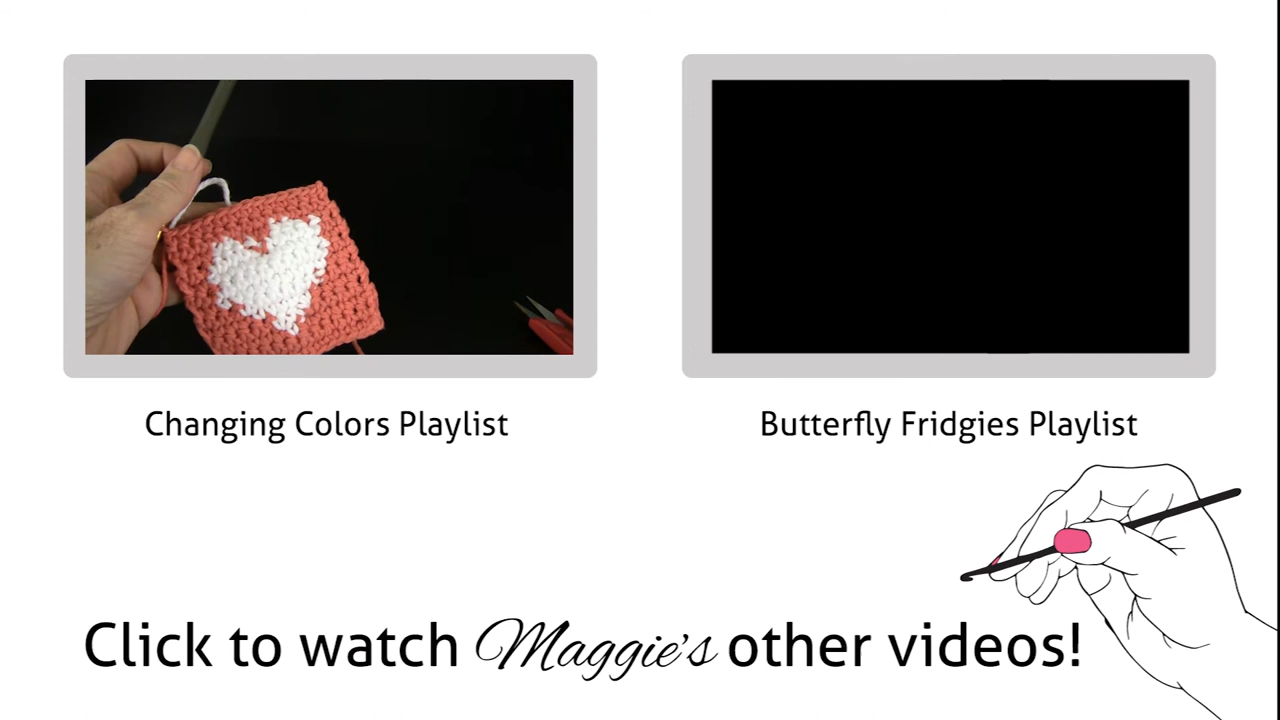 Changing Colors Playlist
Butterfly Fridgies Playlist
Click to watch Maggie's other videos!